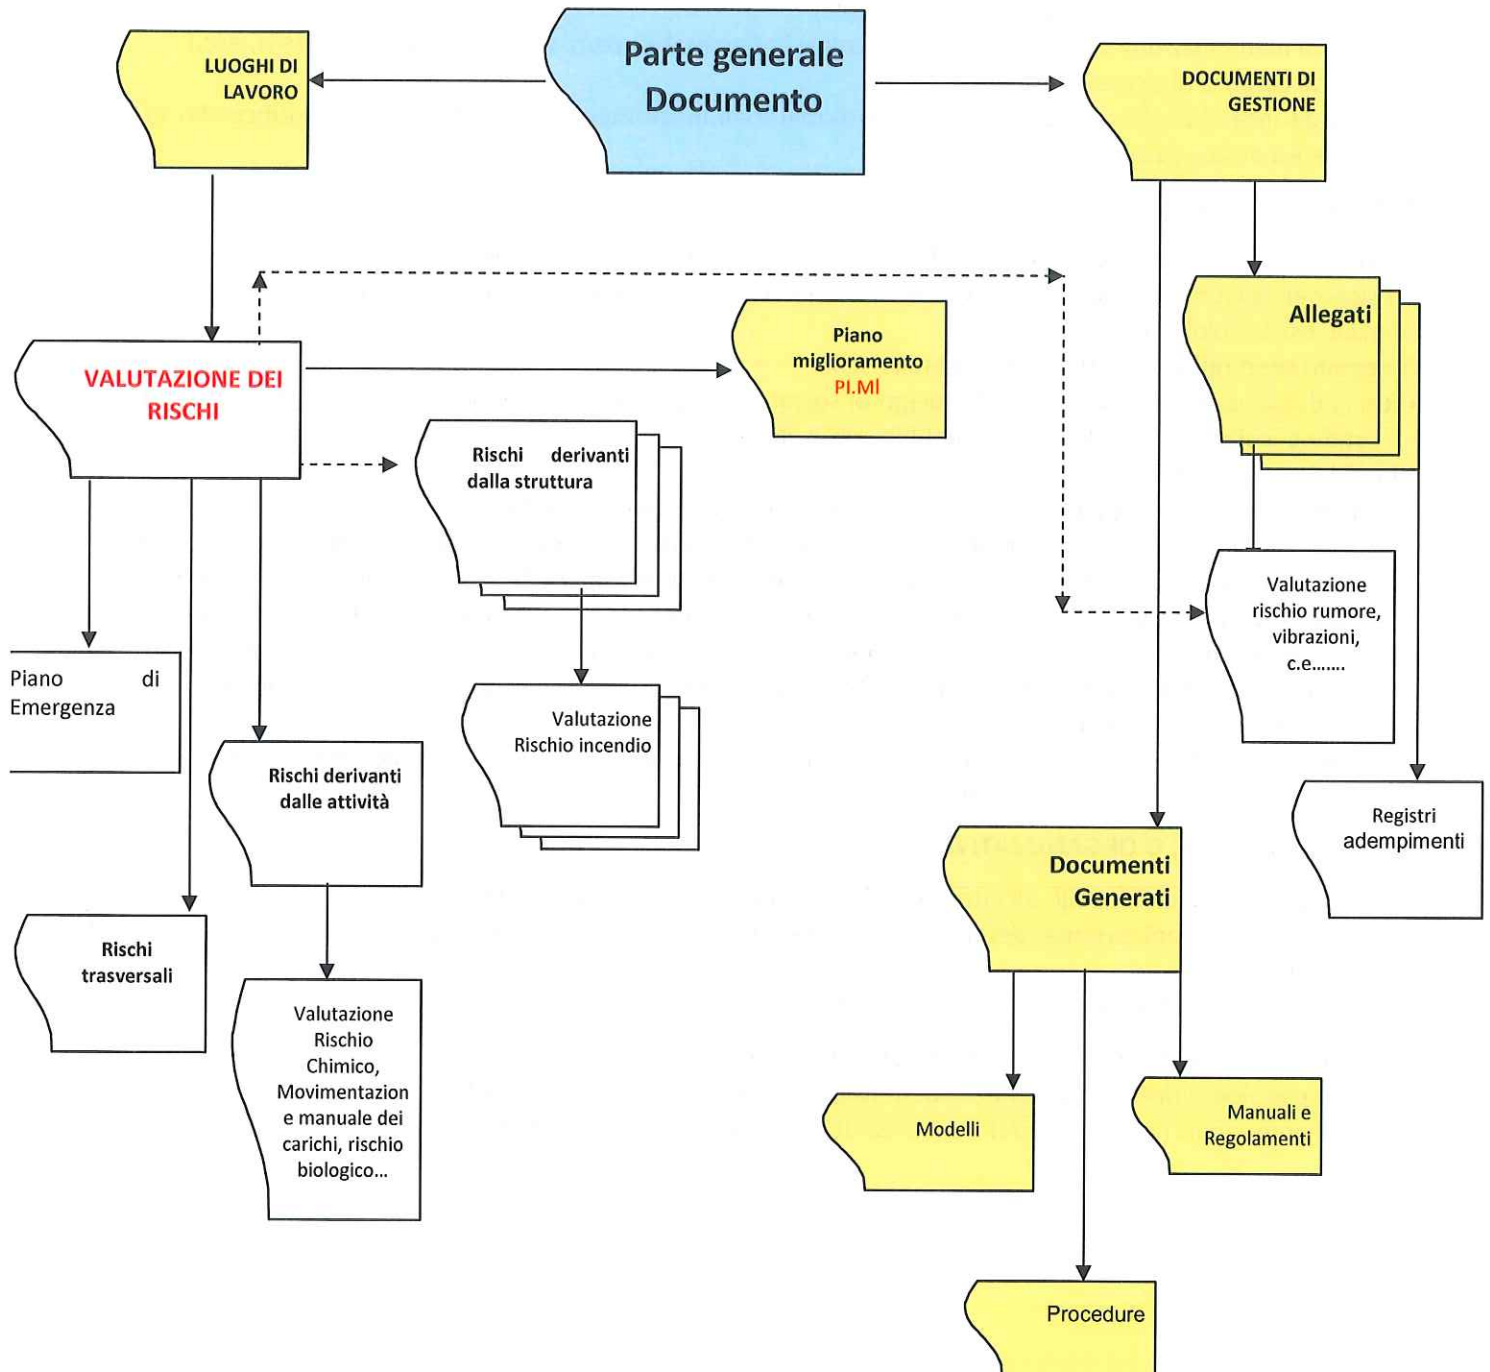 LUOGHI DI
LAVORO
Parte generale
Documento
DOCUMENTI DI
GESTIONE
Allegati
Piano
miglioramento
PI.MI
VALUTAZIONE DEI
RISCHI
Rischi derivanti
dalla struttura
Valutazione
rischio rumore,
vibrazioni,
c.e.......
Piano di
Emergenza
Valutazione
Rischio incendio
Rischi derivanti
dalle attività
Registri
adempimenti
Documenti
Generati
Rischi
trasversali
Valutazione
Rischio
Chimico,
Movimentazion
e manuale dei
carichi, rischio
biologico...
Modelli
Manuali e
Regolamenti
Procedure